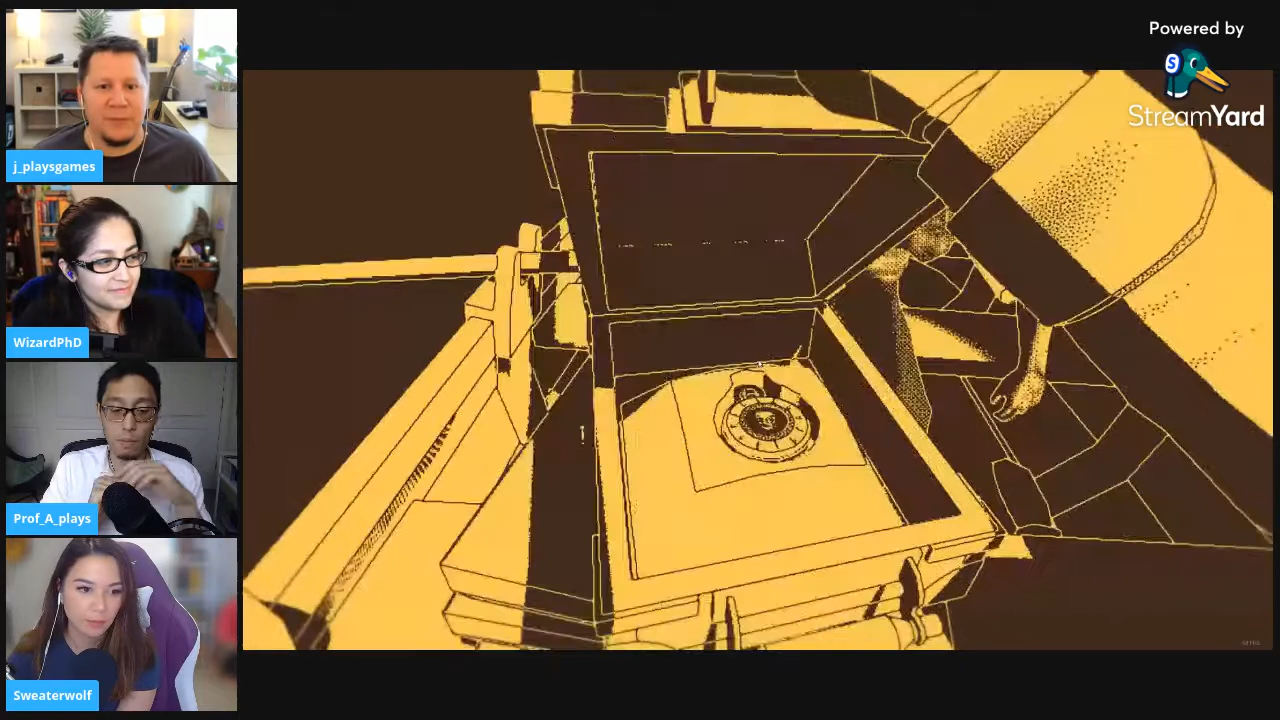 j_playsgames
WizardPhD
Prof_A_plays
Sweaterwolf
Powered by
StreamYard